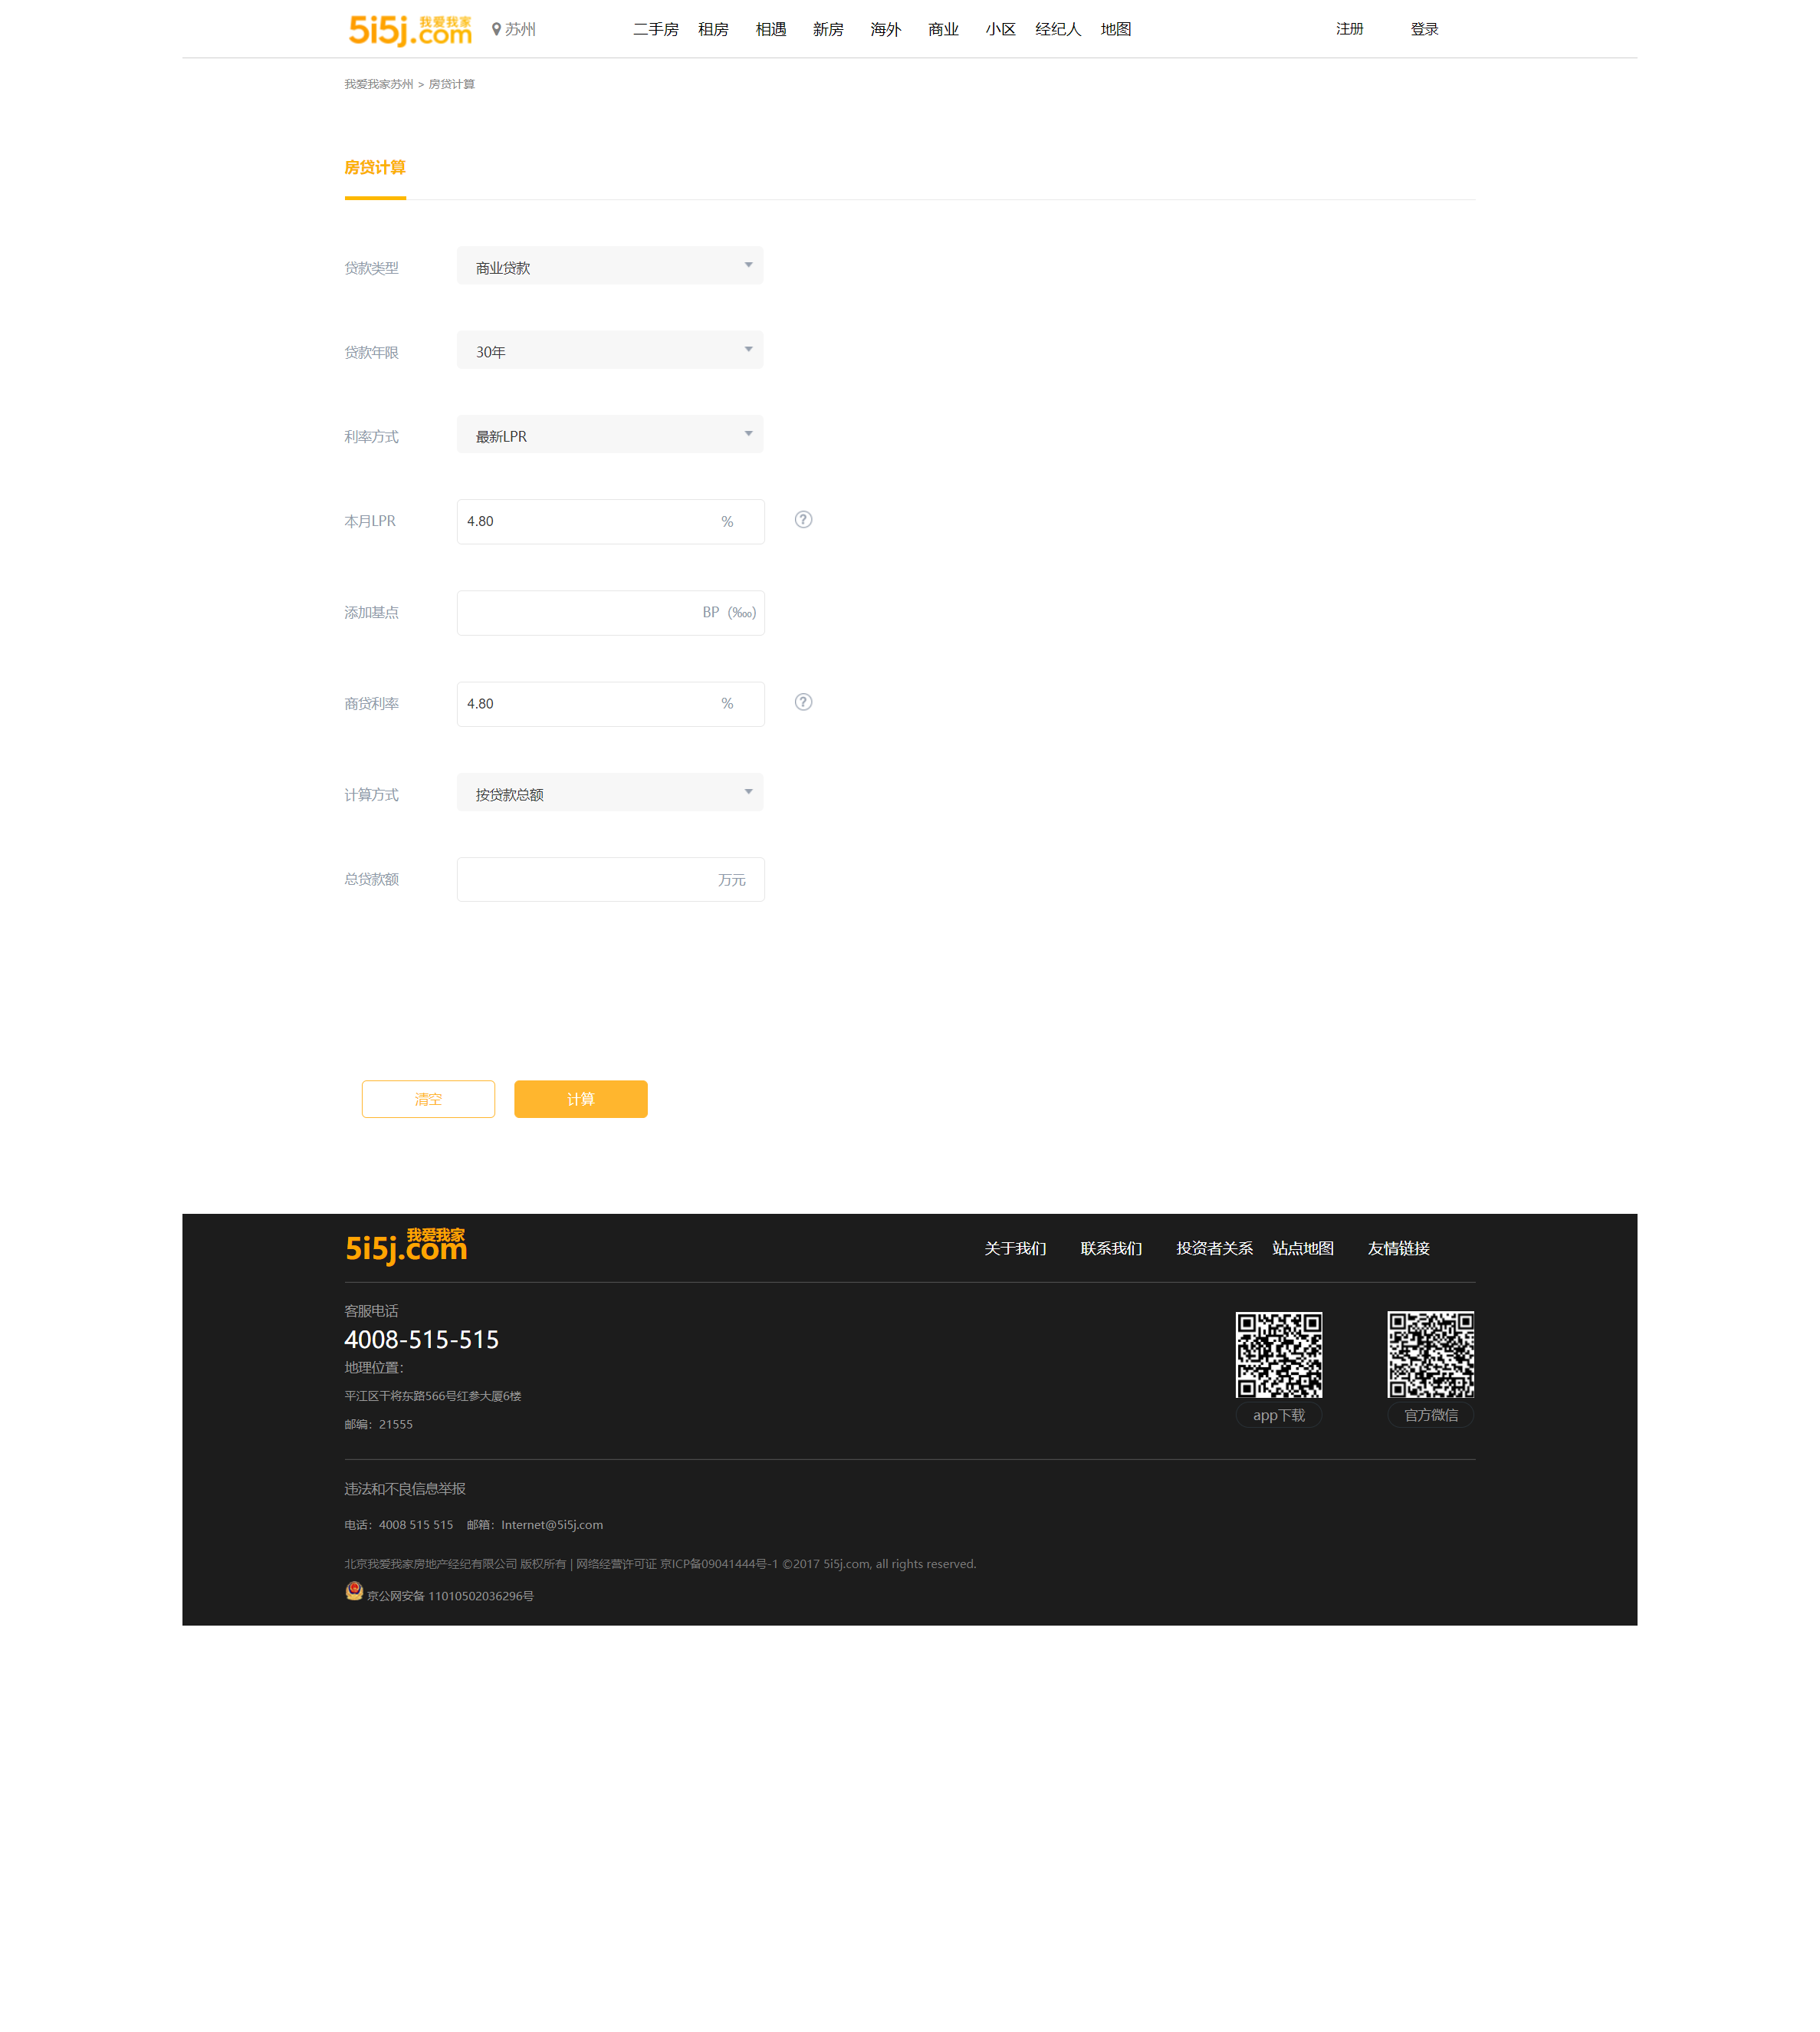 5i5j.com 我爱我家 苏州 二手房 租房 相遇 新房 海外 商业 小区 经纪人 地图 注册 登录
我爱我家苏州 > 房贷计算
房贷计算
贷款类型 商业贷款
贷款年限 30年
利率方式 最新LPR
本月LPR 4.80 % ?
添加基点 BP（‱）
商贷利率 4.80 % ?
计算方式 按贷款总额
总贷款额 万元
清空 计算
5i5j.com 我爱我家 关于我们 联系我们 投资者关系 站点地图 友情链接
客服电话
4008-515-515
地理位置：
平江区干将东路566号红参大厦6楼
邮编：21555
app下载 官方微信
违法和不良信息举报
电话：4008 515 515 邮箱：Internet@5i5j.com
北京我爱我家房地产经纪有限公司 版权所有 | 网络经营许可证 京ICP备09041444号-1 ©2017 5i5j.com, all rights reserved.
京公网安备 11010502036296号